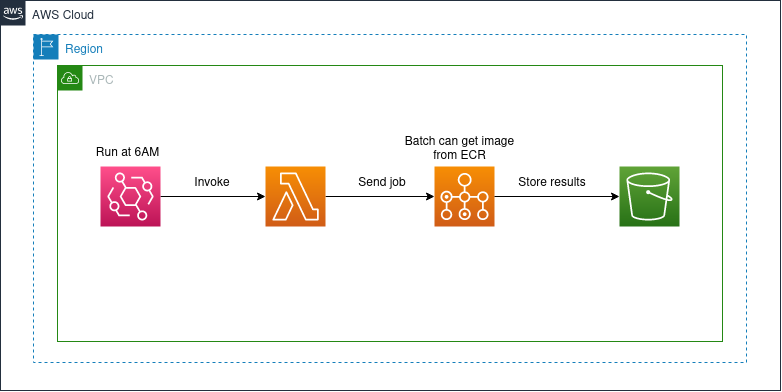 aws
AWS Cloud
Region
VPC
Run at 6AM
Batch can get image
from ECR
Invoke
Send job
Store results